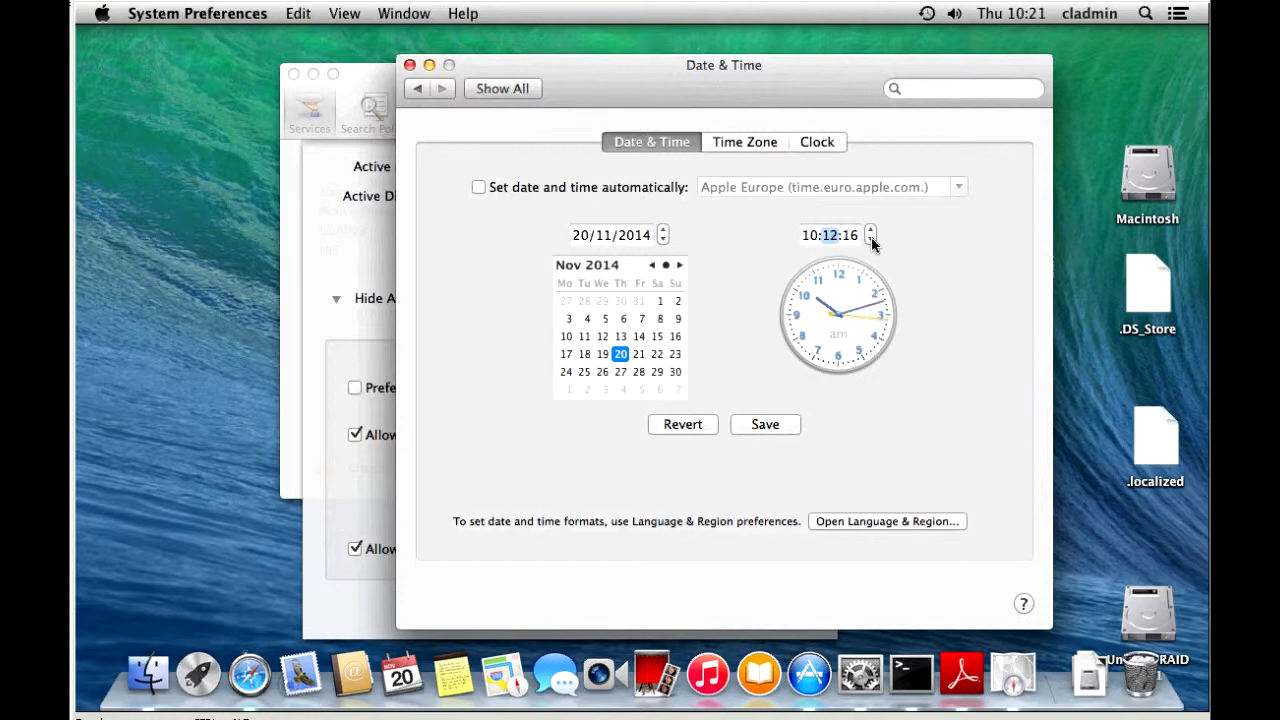 System Preferences Edit View Window Help Thu 10:21 cladmin
Date & Time
Show All
Services Search Pol
Date & Time Time Zone Clock
Active
Active Di
Set date and time automatically: Apple Europe (time.euro.apple.com.)
20/11/2014 10:12:16
Nov 2014
Mo Tu We Th Fr Sa Su
27 28 29 30 31 1 2
3 4 5 6 7 8 9
10 11 12 13 14 15 16
17 18 19 20 21 22 23
24 25 26 27 28 29 30
1 2 3 4 5 6 7
12 1 2 3 4 5 6 7 8 9 10 11
am
Hide A
Prefe
Allow
Allow
Revert Save
To set date and time formats, use Language & Region preferences. Open Language & Region...
?
Macintosh
.DS_Store
.localized
RAID
NOV
20